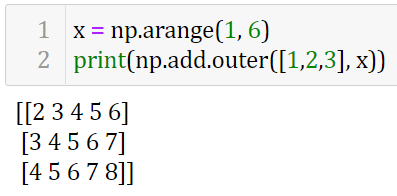 1 x = np.arange(1, 6)
2 print(np.add.outer([1,2,3], x))
[[2 3 4 5 6]
[3 4 5 6 7]
[4 5 6 7 8]]